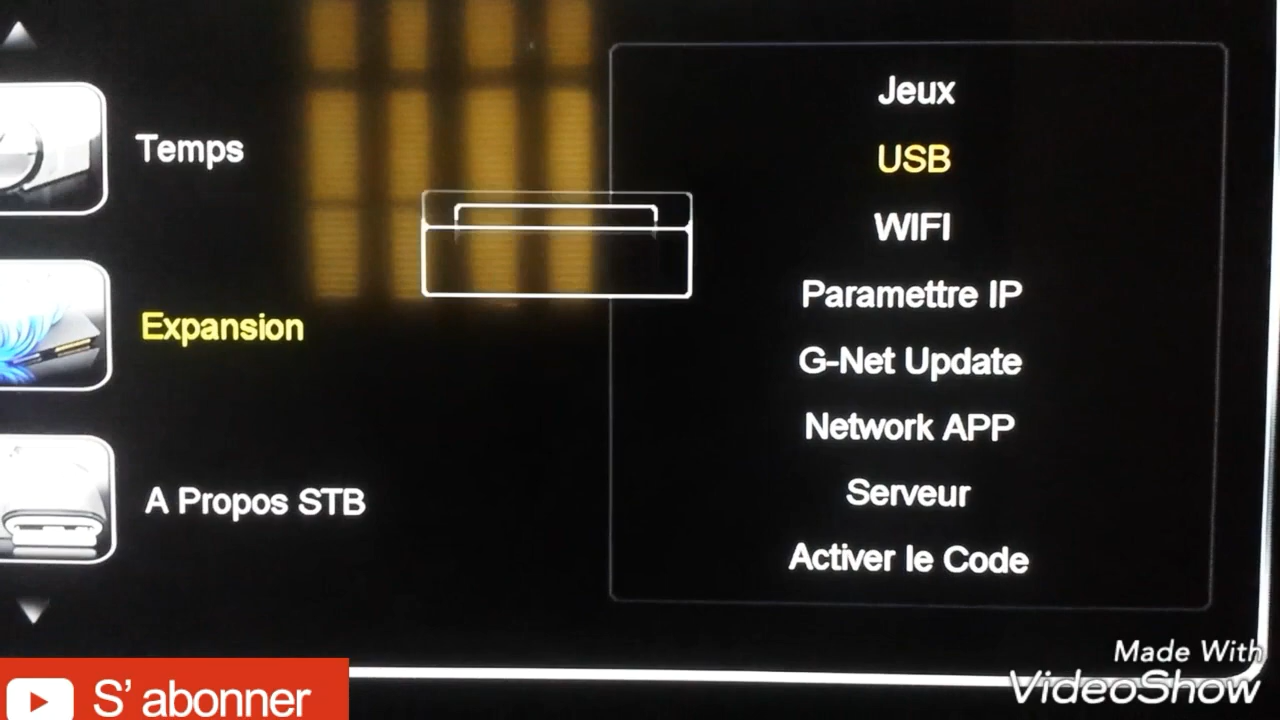 Temps
Expansion
A Propos STB
Jeux
USB
WIFI
Paramettre IP
G-Net Update
Network APP
Serveur
Activer le Code
S' abonner
Made With
VideoShow